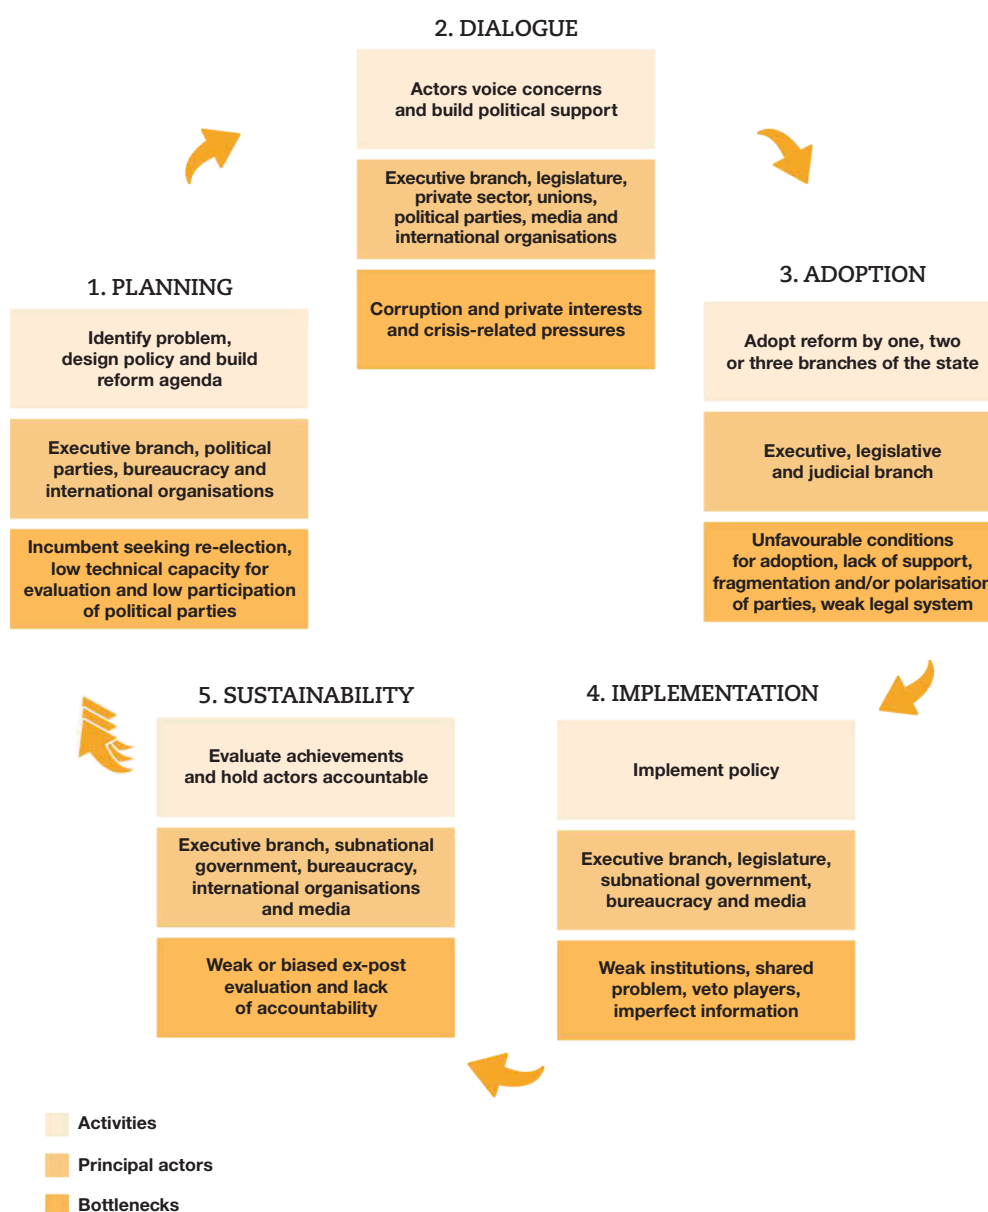 2. DIALOGUE
Actors voice concerns
and build political support
Executive branch, legislature,
private sector, unions,
political parties, media and
international organisations
Corruption and private interests
and crisis-related pressures
1. PLANNING
Identify problem,
design policy and build
reform agenda
Executive branch, political
parties, bureaucracy and
international organisations
Incumbent seeking re-election,
low technical capacity for
evaluation and low participation
of political parties
3. ADOPTION
Adopt reform by one, two
or three branches of the state
Executive, legislative
and judicial branch
Unfavourable conditions
for adoption, lack of support,
fragmentation and/or polarisation
of parties, weak legal system
5. SUSTAINABILITY
Evaluate achievements
and hold actors accountable
Executive branch, subnational
government, bureaucracy,
international organisations
and media
Weak or biased ex-post
evaluation and lack
of accountability
4. IMPLEMENTATION
Implement policy
Executive branch, legislature,
subnational government,
bureaucracy and media
Weak institutions, shared
problem, veto players,
imperfect information
Activities
Principal actors
Bottlenecks